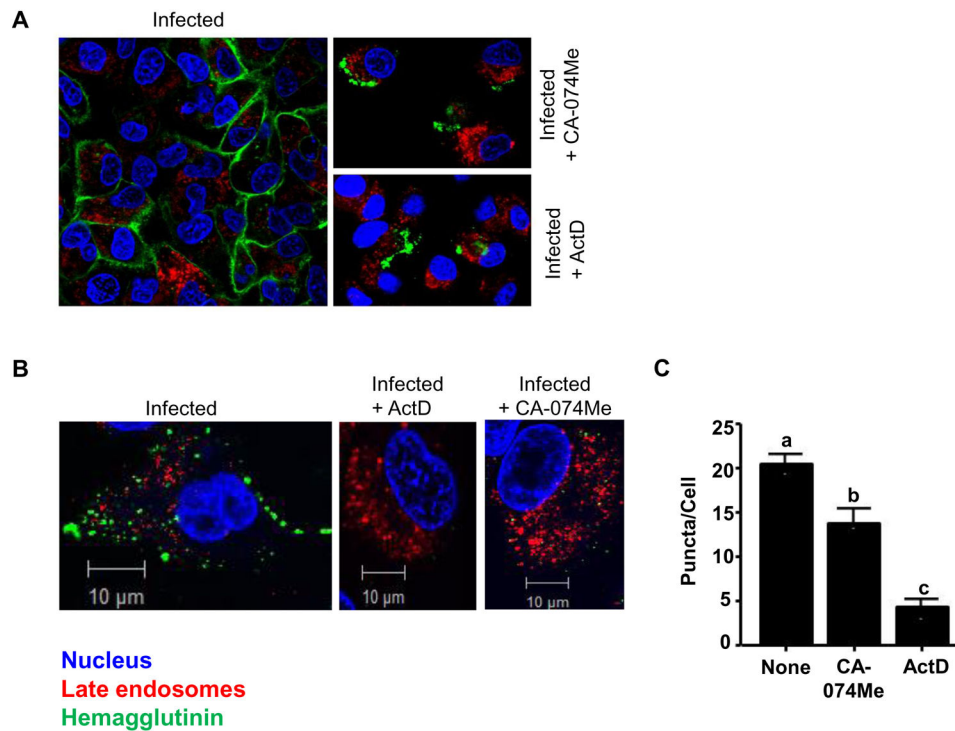 A
Infected
Infected
+ CA-074Me
Infected
+ ActD
B
Infected
Infected
+ ActD
Infected
+ CA-074Me
10 µm
10 µm
10 µm
Nucleus
Late endosomes
Hemagglutinin
C
Puncta/Cell
25
20
15
10
5
0
a
b
c
None
CA-
074Me
ActD